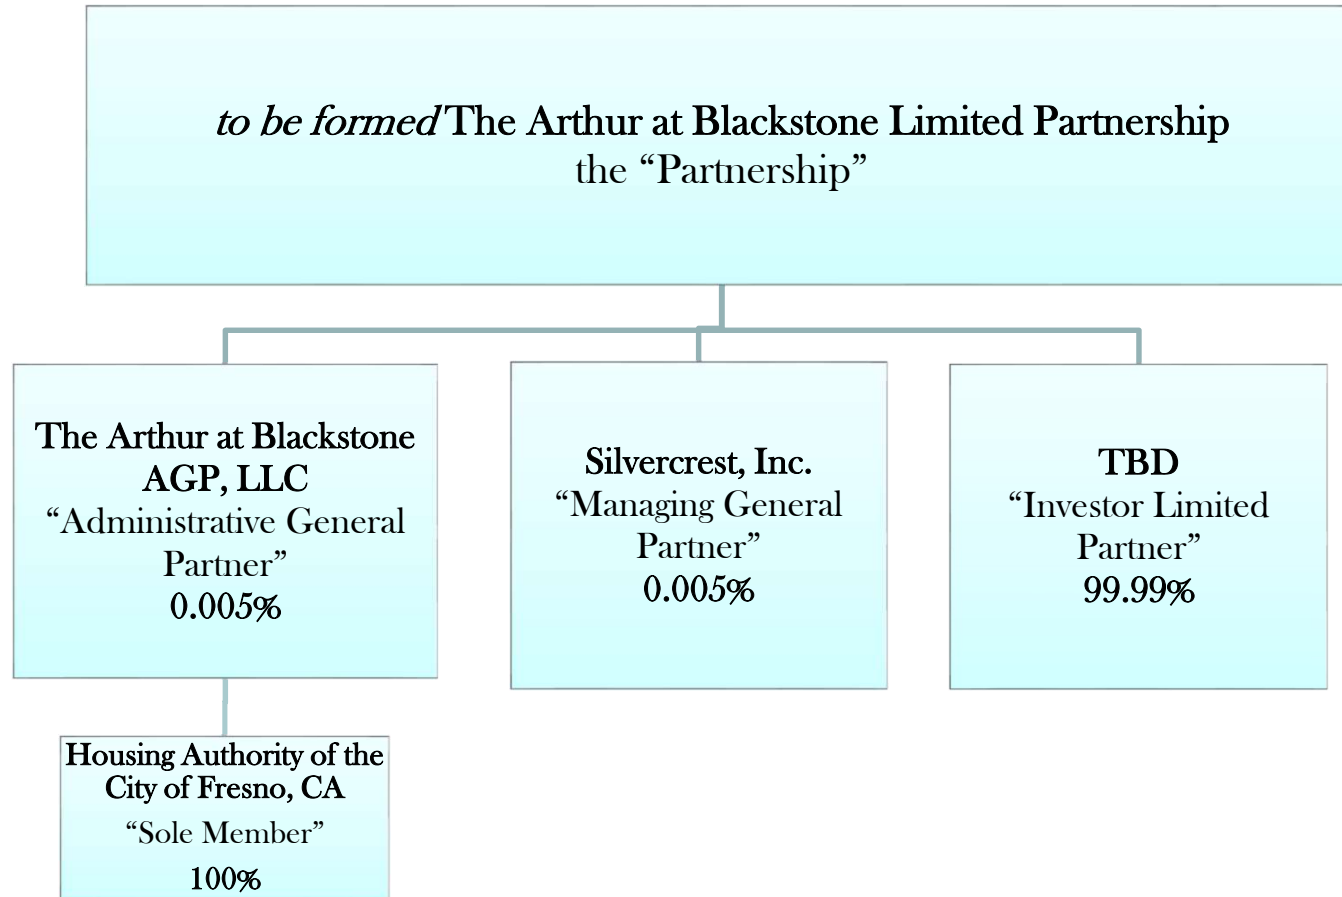 to be formed The Arthur at Blackstone Limited Partnership
the “Partnership”
The Arthur at Blackstone
AGP, LLC
“Administrative General
Partner”
0.005%
Silvercrest, Inc.
“Managing General
Partner”
0.005%
TBD
“Investor Limited
Partner”
99.99%
Housing Authority of the
City of Fresno, CA
“Sole Member”
100%